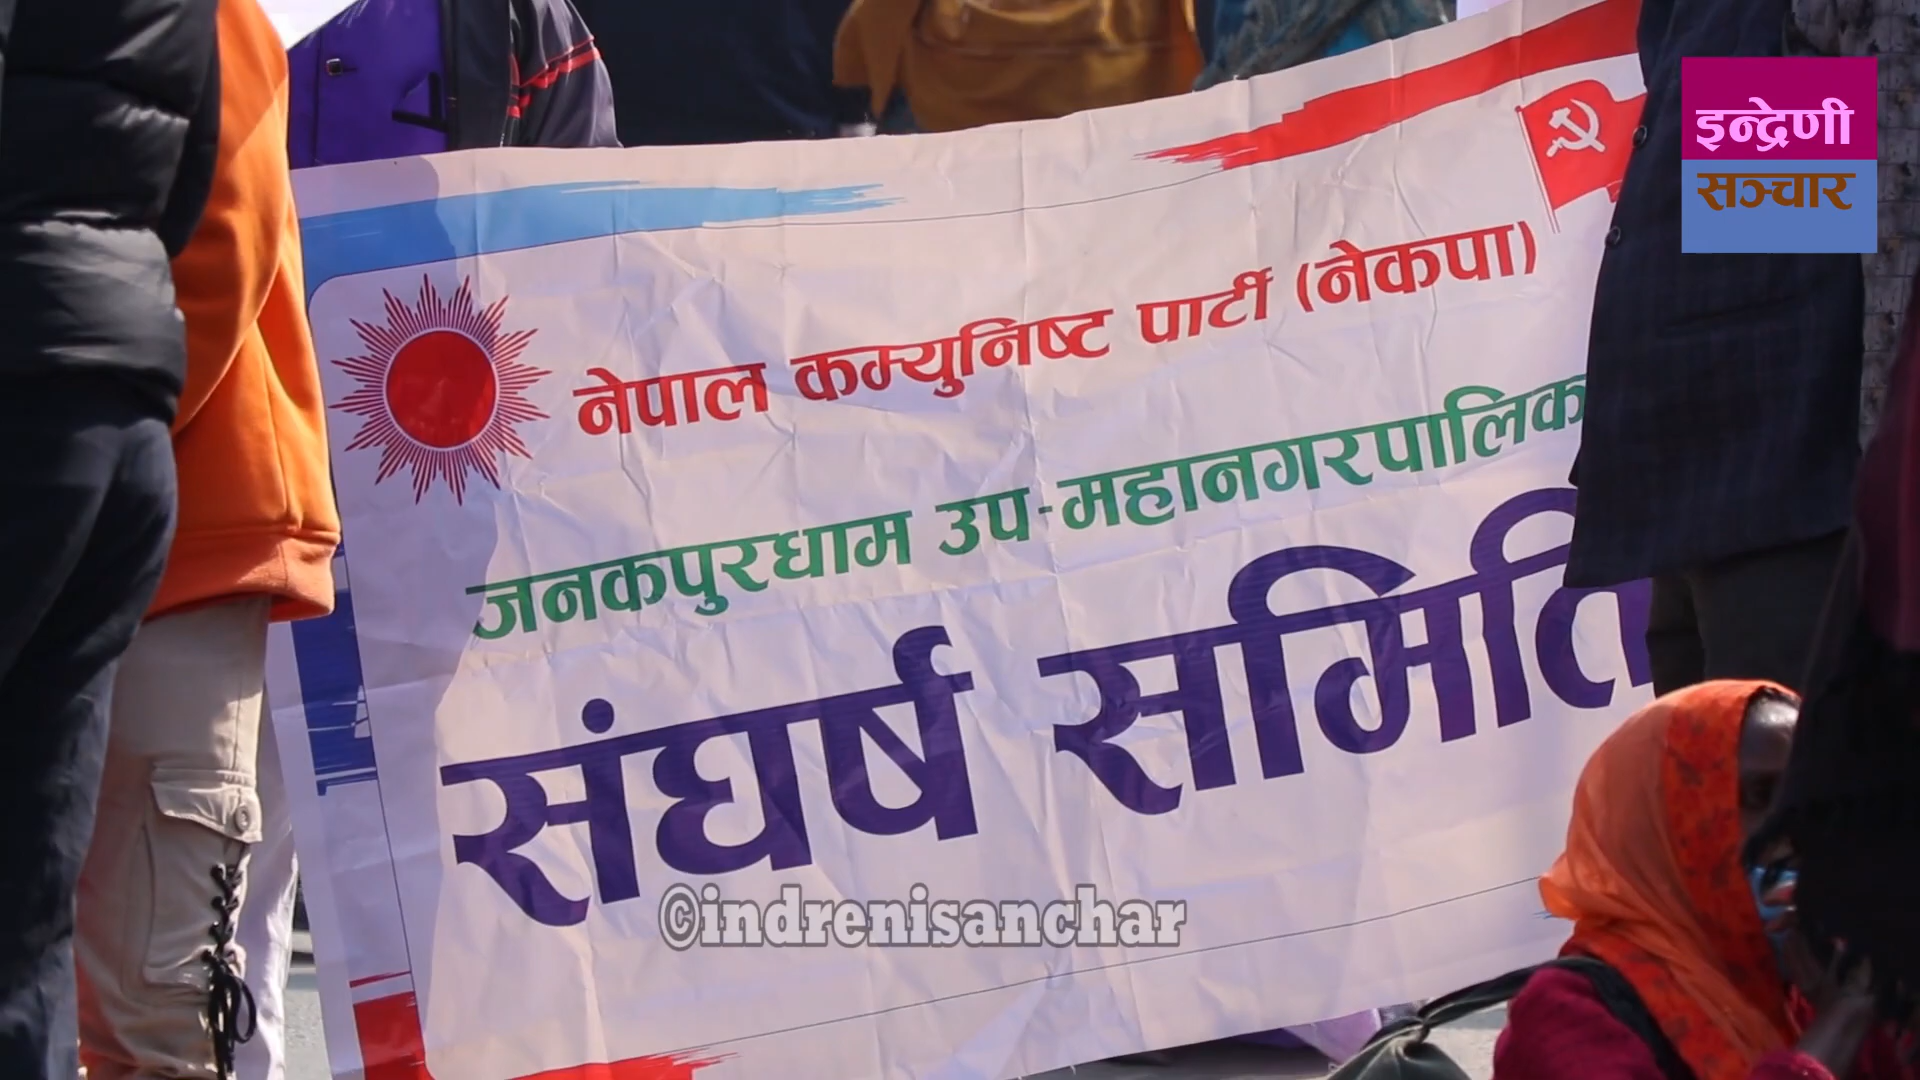 इन्द्रेणी
सञ्चार
नेपाल कम्युनिष्ट पार्टी (नेकपा)
जनकपुरधाम उप-महानगरपालिक
संघर्ष समिति
©indrenisanchar